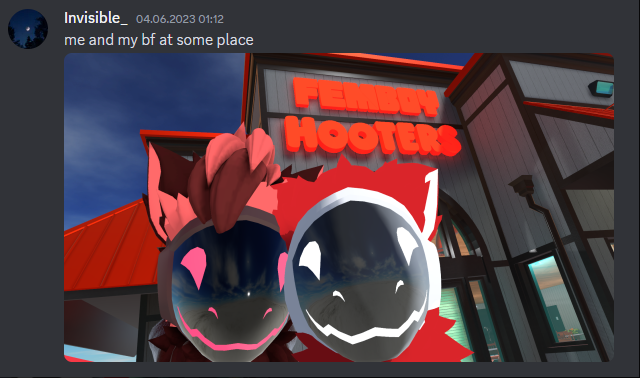 Invisible_ 04.06.2023 01:12
me and my bf at some place
FEMBOY
HOOTERS